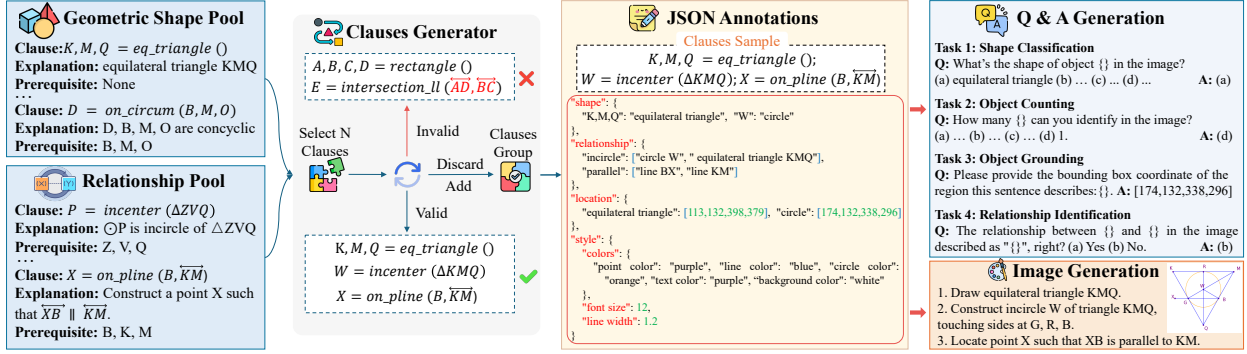 Geometric Shape Pool
Clause: K, M, Q = eq_triangle ()
Explanation: equilateral triangle KMQ
Prerequisite: None
...
Clause: D = on_circum (B, M, O)
Explanation: D, B, M, O are concyclic
Prerequisite: B, M, O
Relationship Pool
Clause: P = incenter (ΔZVQ)
Explanation: ⨀P is incircle of △ZVQ
Prerequisite: Z, V, Q
...
Clause: X = on_pline (B, KM)
Explanation: Construct a point X such
that XB ∥ KM.
Prerequisite: B, K, M
Clauses Generator
A, B, C, D = rectangle ()
E = intersection_ll (AD, BC)
Select N
Clauses
Invalid
Discard
Add
Clauses
Group
Valid
K, M, Q = eq_triangle ()
W = incenter (ΔKMQ)
X = on_pline (B, KM)
JSON Annotations
Clauses Sample
K, M, Q = eq_triangle ();
W = incenter (ΔKMQ); X = on_pline (B, KM)
"shape": {
"K,M,Q": "equilateral triangle", "W": "circle"
},
"relationship": {
"incircle": ["circle W", " equilateral triangle KMQ"],
"parallel": ["line BX", "line KM"]
},
"location": {
"equilateral triangle": [113,132,398,379], "circle": [174,132,338,296]
},
"style": {
"colors": {
"point color": "purple", "line color": "blue", "circle color":
"orange", "text color": "purple", "background color": "white"
},
"font size": 12,
"line width": 1.2
}
Q & A Generation
Task 1: Shape Classification
Q: What's the shape of object {} in the image?
(a) equilateral triangle (b) … (c) ... (d) ... A: (a)
Task 2: Object Counting
Q: How many {} can you identify in the image?
(a) … (b) … (c) … (d) 1. A: (d)
Task 3: Object Grounding
Q: Please provide the bounding box coordinate of the
region this sentence describes:{}. A: [174,132,338,296]
Task 4: Relationship Identification
Q: The relationship between {} and {} in the image
described as "{}", right? (a) Yes (b) No. A: (b)
Image Generation
1. Draw equilateral triangle KMQ.
2. Construct incircle W of triangle KMQ,
touching sides at G, R, B.
3. Locate point X such that XB is parallel to KM.